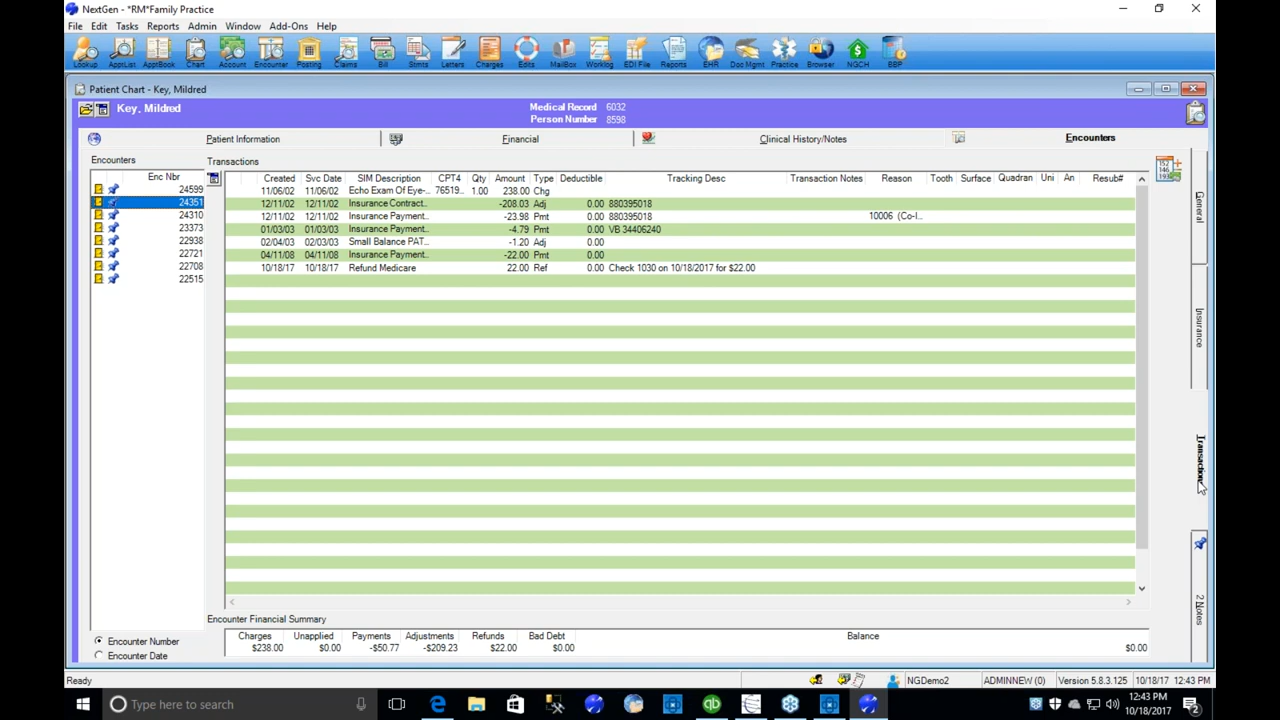 NextGen - *RM*Family Practice
File Edit Tasks Reports Admin Window Add-Ons Help
Lookup ApptList ApptBook Chart Account Encounter Posting Claims Bill Stmts Letters Charges Edits MailBox Worklog EDI File Reports EHR Doc Mgmt Practice Browser NGCH BBP
Patient Chart - Key, Mildred
Key, Mildred
Medical Record 6032
Person Number 8598
Patient Information Financial Clinical History/Notes Encounters
Encounters Transactions
Enc Nbr
24599
24351
24310
23373
22938
22721
22708
22515
Created Svc Date SIM Description CPT4 Qty Amount Type Deductible Tracking Desc Transaction Notes Reason Tooth Surface Quadran Uni An Resub#
11/06/02 11/06/02 Echo Exam Of Eye-.. 76519.. 1.00 238.00 Chg
12/11/02 12/11/02 Insurance Contract.. -208.03 Adj 0.00 880395018
12/11/02 12/11/02 Insurance Payment.. -23.98 Pmt 0.00 880395018 10006 (Co-I...
01/03/03 01/03/03 Insurance Payment.. -4.79 Pmt 0.00 VB 34406240
02/04/03 02/03/03 Small Balance PAT... -1.20 Adj 0.00
04/11/08 04/11/08 Insurance Payment.. -22.00 Pmt 0.00
10/18/17 10/18/17 Refund Medicare 22.00 Ref 0.00 Check 1030 on 10/18/2017 for $22.00
General
Insurance
Transaction
2 Notes
Encounter Financial Summary
Charges Unapplied Payments Adjustments Refunds Bad Debt Balance
$238.00 $0.00 -$50.77 -$209.23 $22.00 $0.00 $0.00
Encounter Number
Encounter Date
Ready NGDemo2 ADMINNEW (0) Version 5.8.3.125 10/18/17 12:43 PM
Type here to search
12:43 PM
10/18/2017
2